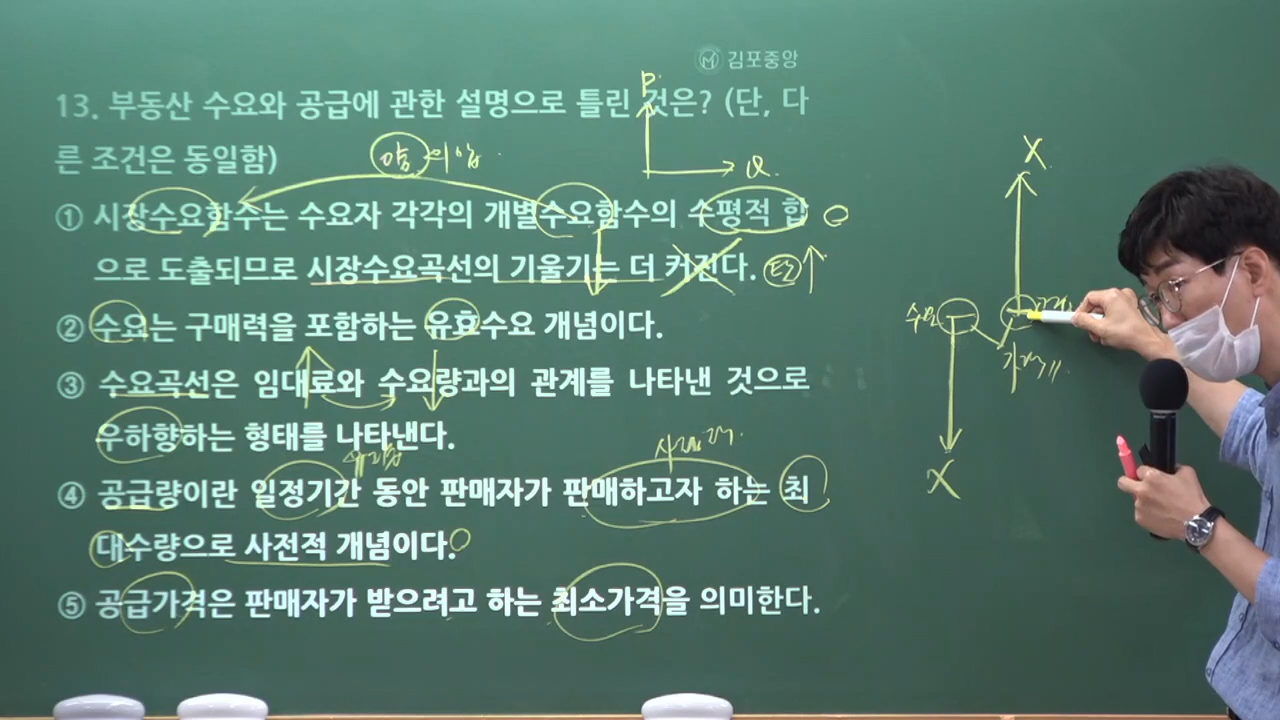 김포중앙
P.
13. 부동산 수요와 공급에 관한 설명으로 틀린 것은? (단, 다
른 조건은 동일함)
Q.
① 시장수요함수는 수요자 각각의 개별수요함수의 수평적 합
으로 도출되므로 시장수요곡선의 기울기는 더 커진다. 탄
② 수요는 구매력을 포함하는 유효수요 개념이다.
③ 수요곡선은 임대료와 수요량과의 관계를 나타낸 것으로
우하향하는 형태를 나타낸다.
④ 공급량이란 일정기간 동안 판매자가 판매하고자 하는 최
대수량으로 사전적 개념이다.
⑤ 공급가격은 판매자가 받으려고 하는 최소가격을 의미한다.
X
수요
X